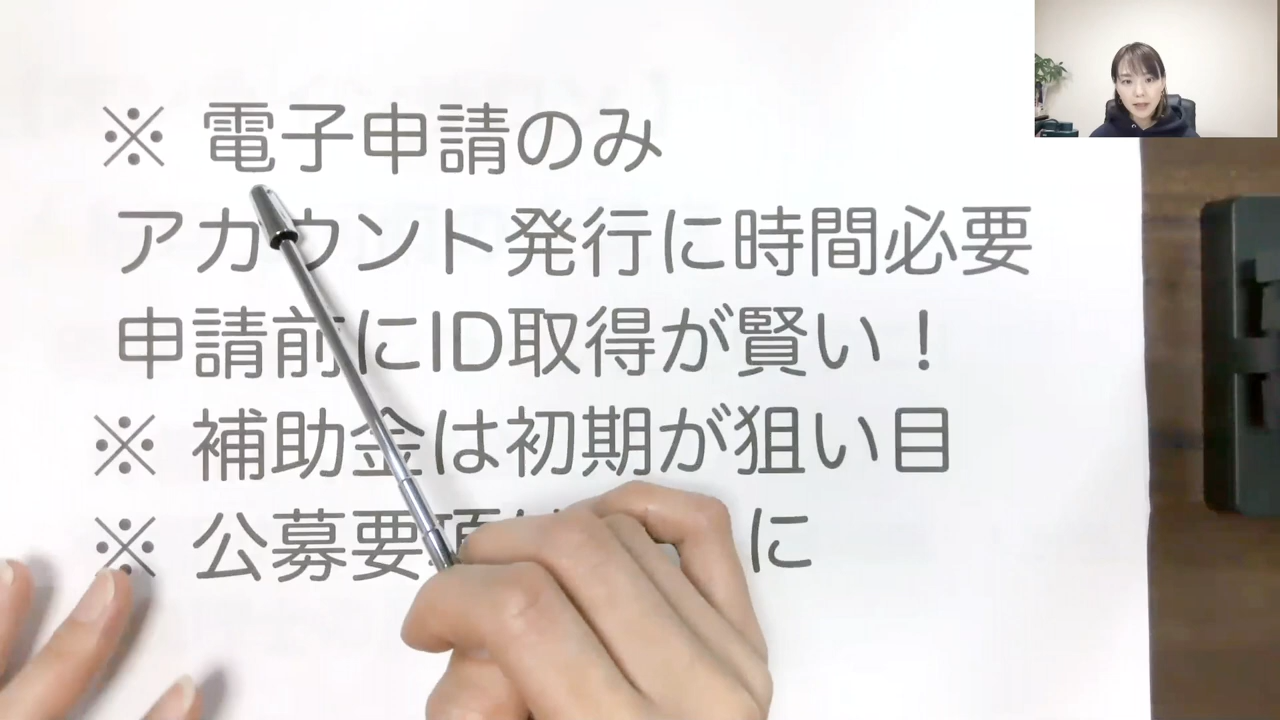 ※ 電子申請のみ
アカウント発行に時間必要
申請前にID取得が賢い！
※ 補助金は初期が狙い目
※ 公募要項は に